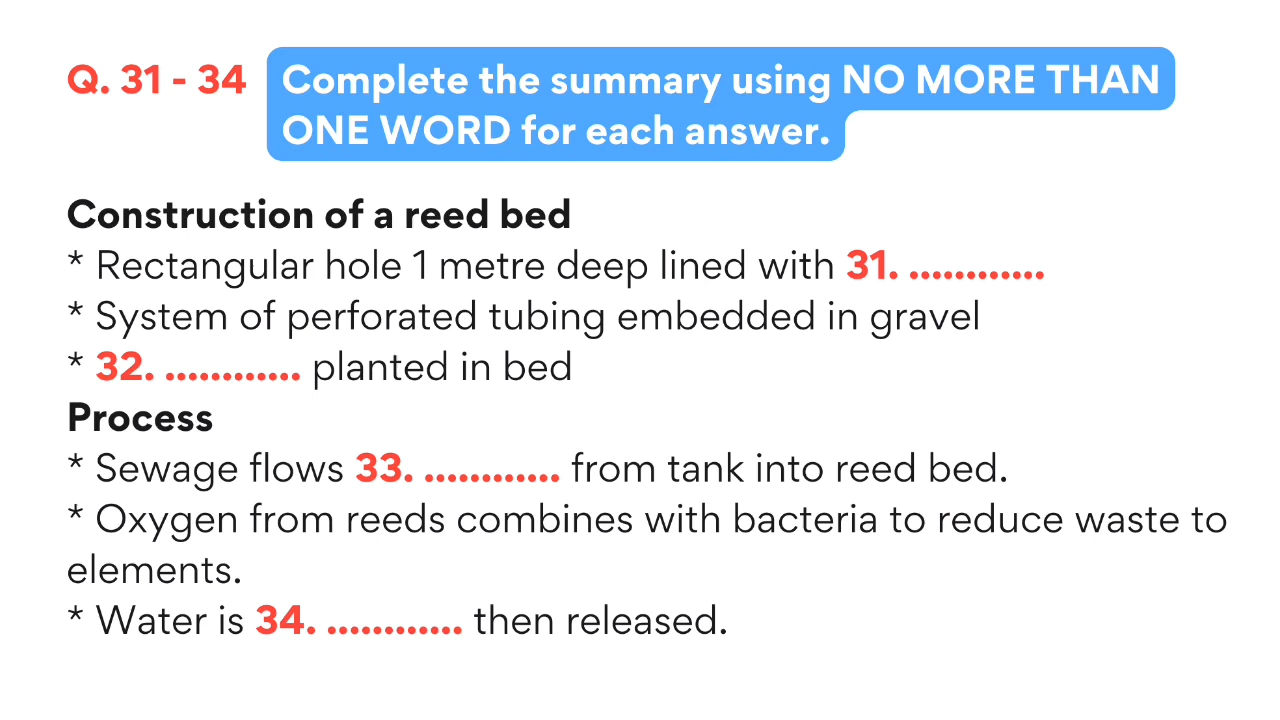 Q. 31 - 34 Complete the summary using NO MORE THAN
ONE WORD for each answer.
Construction of a reed bed
* Rectangular hole 1 metre deep lined with 31. ............
* System of perforated tubing embedded in gravel
* 32. ............ planted in bed
Process
* Sewage flows 33. ............ from tank into reed bed.
* Oxygen from reeds combines with bacteria to reduce waste to
elements.
* Water is 34. ............ then released.